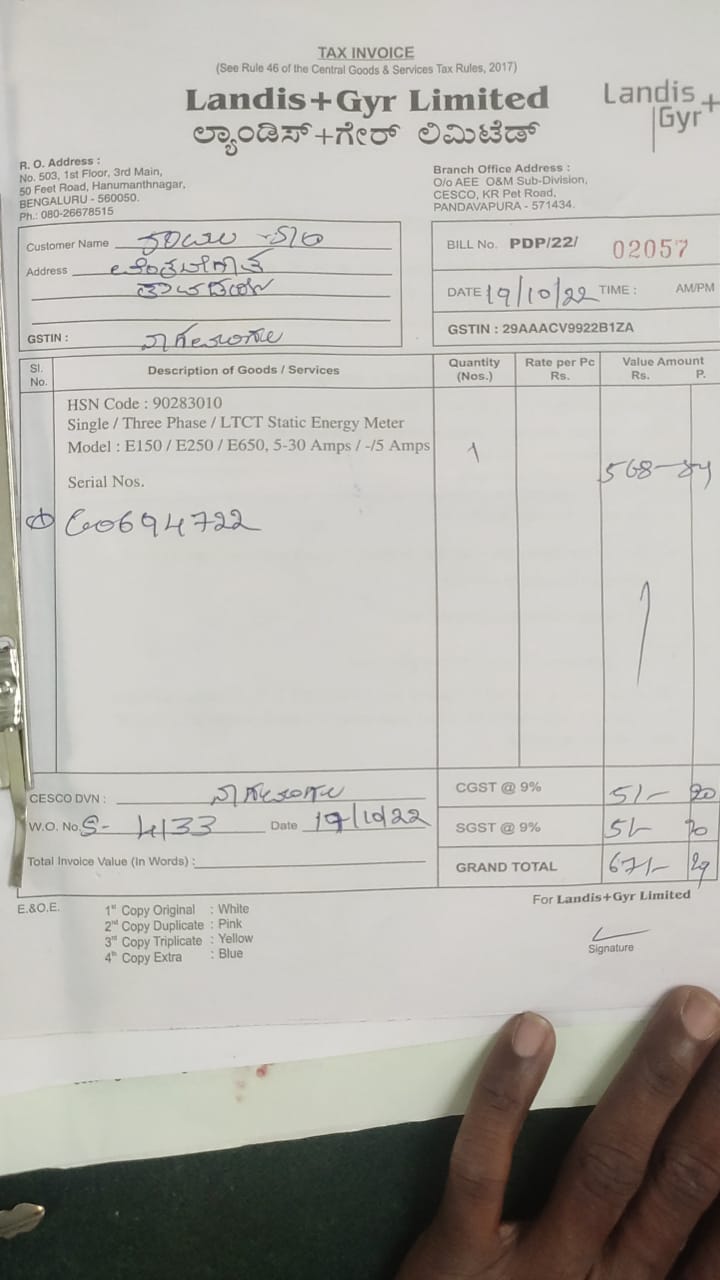 TAX INVOICE
(See Rule 46 of the Central Goods & Services Tax Rules, 2017)
Landis+Gyr Limited
ಲ್ಯಾಂಡಿಸ್+ಗೇರ್ ಲಿಮಿಟೆಡ್
Landis+
Gyr
R. O. Address :
No. 503, 1st Floor, 3rd Main,
50 Feet Road, Hanumanthnagar,
BENGALURU - 560050.
Ph.: 080-26678515
Branch Office Address :
O/o AEE O&M Sub-Division,
CESCO, KR Pet Road,
PANDAVAPURA - 571434.
Customer Name
Address
GSTIN :
BILL No. PDP/22/ 02057
DATE 19/10/22 TIME : AM/PM
GSTIN : 29AAACV9922B1ZA
Sl. No. Description of Goods / Services Quantity (Nos.) Rate per Pc Rs. Value Amount Rs. P.
HSN Code : 90283010
Single / Three Phase / LTCT Static Energy Meter
Model : E150 / E250 / E650, 5-30 Amps / -/5 Amps 1
Serial Nos. 568-84
60694722
CESCO DVN :
CGST @ 9% 51/- 20
W.O. No. S- 4133 Date 19/10/22
SGST @ 9% 51/- 20
Total Invoice Value (In Words) :
GRAND TOTAL 671/- 29
E.&O.E.
For Landis+Gyr Limited
1st Copy Original : White
2nd Copy Duplicate : Pink
3rd Copy Triplicate : Yellow
4th Copy Extra : Blue
Signature